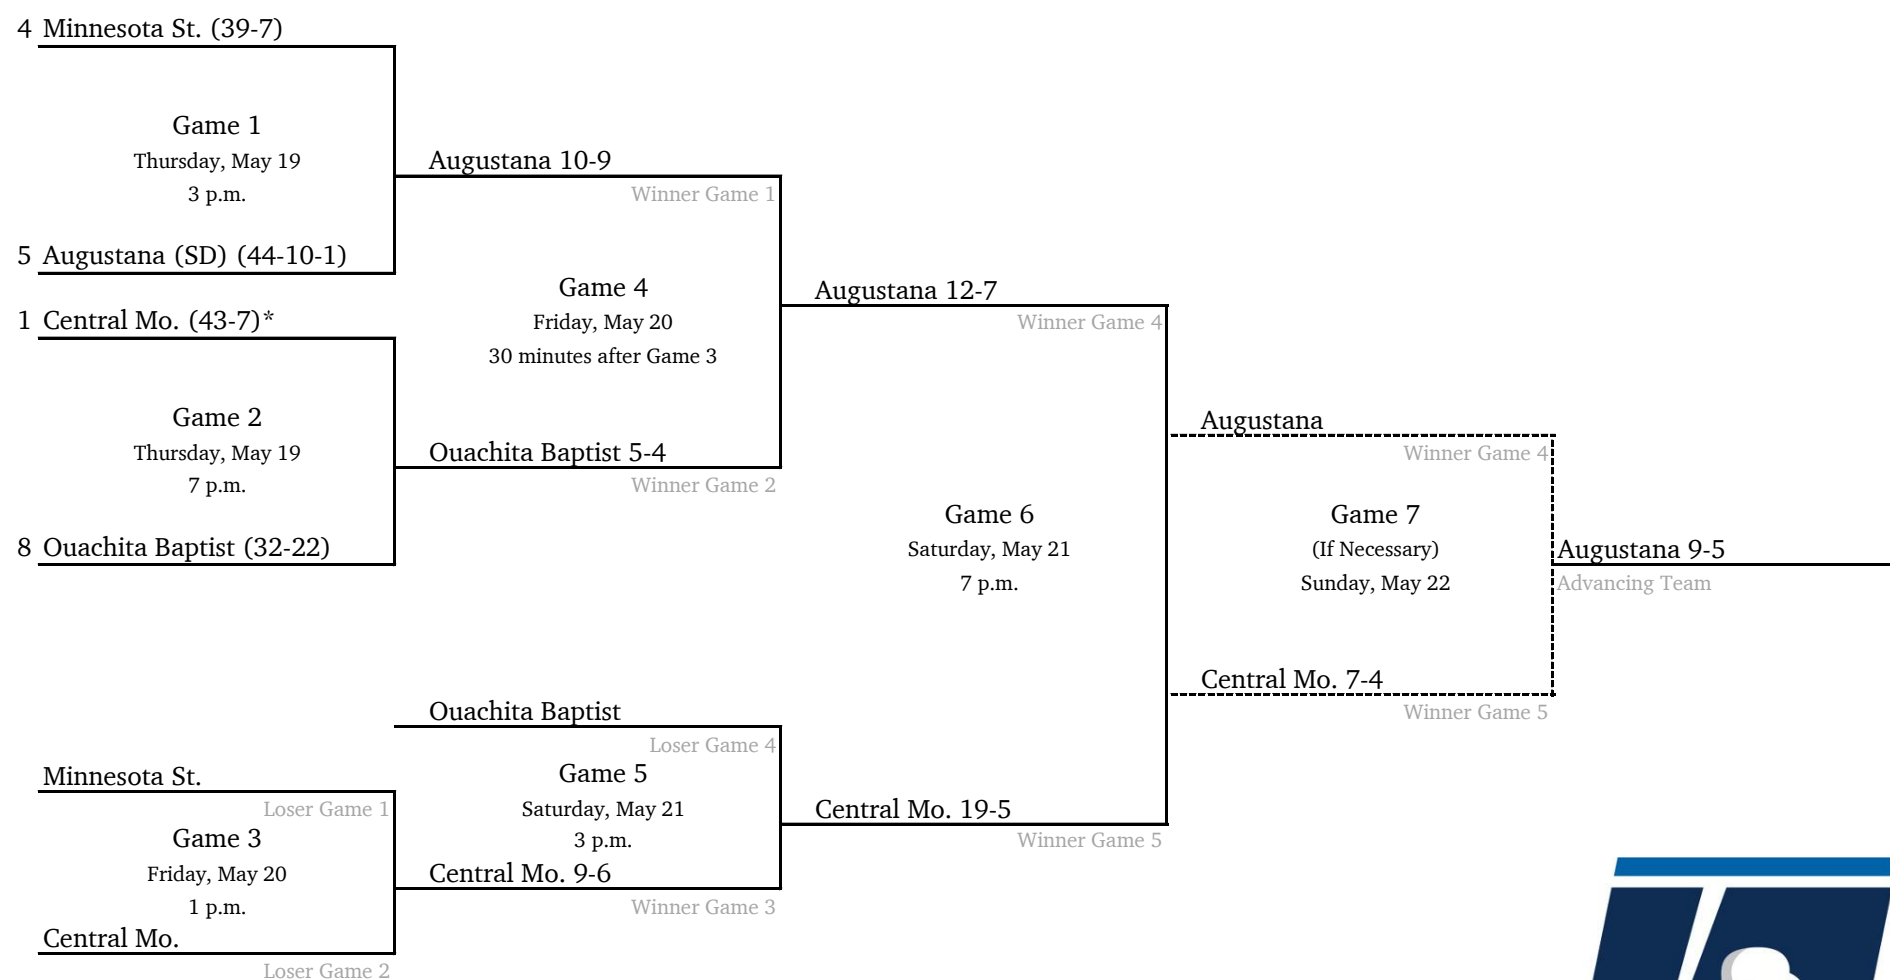 4 Minnesota St. (39-7)
Game 1
Thursday, May 19
3 p.m.
5 Augustana (SD) (44-10-1)
1 Central Mo. (43-7)*
Game 2
Thursday, May 19
7 p.m.
8 Ouachita Baptist (32-22)
Minnesota St.
Loser Game 1
Game 3
Friday, May 20
1 p.m.
Central Mo.
Loser Game 2
Augustana 10-9
Winner Game 1
Game 4
Friday, May 20
30 minutes after Game 3
Ouachita Baptist 5-4
Winner Game 2
Ouachita Baptist
Loser Game 4
Game 5
Saturday, May 21
3 p.m.
Central Mo. 9-6
Winner Game 3
Augustana 12-7
Winner Game 4
Game 6
Saturday, May 21
7 p.m.
Central Mo. 19-5
Winner Game 5
Augustana
Winner Game 4
Game 7
(If Necessary)
Sunday, May 22
Central Mo. 7-4
Winner Game 5
Augustana 9-5
Advancing Team